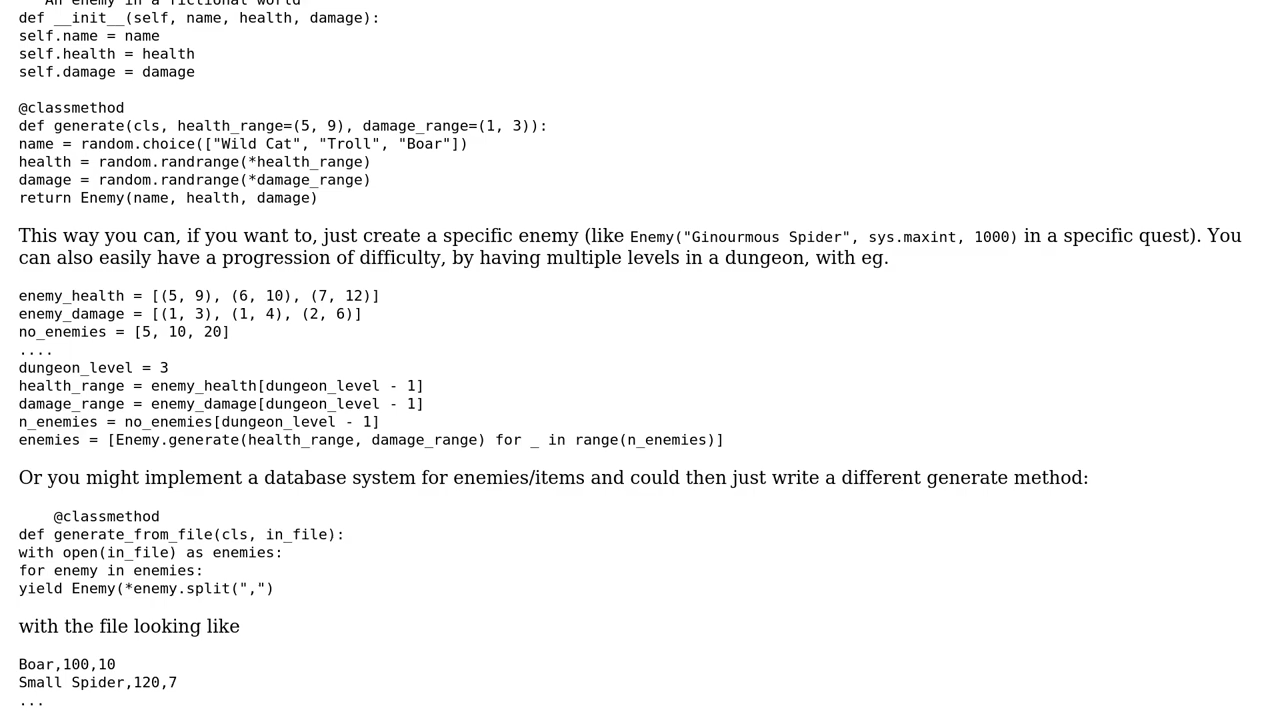 "An enemy in a fictional world"
def __init__(self, name, health, damage):
self.name = name
self.health = health
self.damage = damage
@classmethod
def generate(cls, health_range=(5, 9), damage_range=(1, 3)):
name = random.choice(["Wild Cat", "Troll", "Boar"])
health = random.randrange(*health_range)
damage = random.randrange(*damage_range)
return Enemy(name, health, damage)
This way you can, if you want to, just create a specific enemy (like Enemy("Ginourmous Spider", sys.maxint, 1000) in a specific quest). You
can also easily have a progression of difficulty, by having multiple levels in a dungeon, with eg.
enemy_health = [(5, 9), (6, 10), (7, 12)]
enemy_damage = [(1, 3), (1, 4), (2, 6)]
no_enemies = [5, 10, 20]
....
dungeon_level = 3
health_range = enemy_health[dungeon_level - 1]
damage_range = enemy_damage[dungeon_level - 1]
n_enemies = no_enemies[dungeon_level - 1]
enemies = [Enemy.generate(health_range, damage_range) for _ in range(n_enemies)]
Or you might implement a database system for enemies/items and could then just write a different generate method:
@classmethod
def generate_from_file(cls, in_file):
with open(in_file) as enemies:
for enemy in enemies:
yield Enemy(*enemy.split(",")
with the file looking like
Boar,100,10
Small Spider,120,7
...